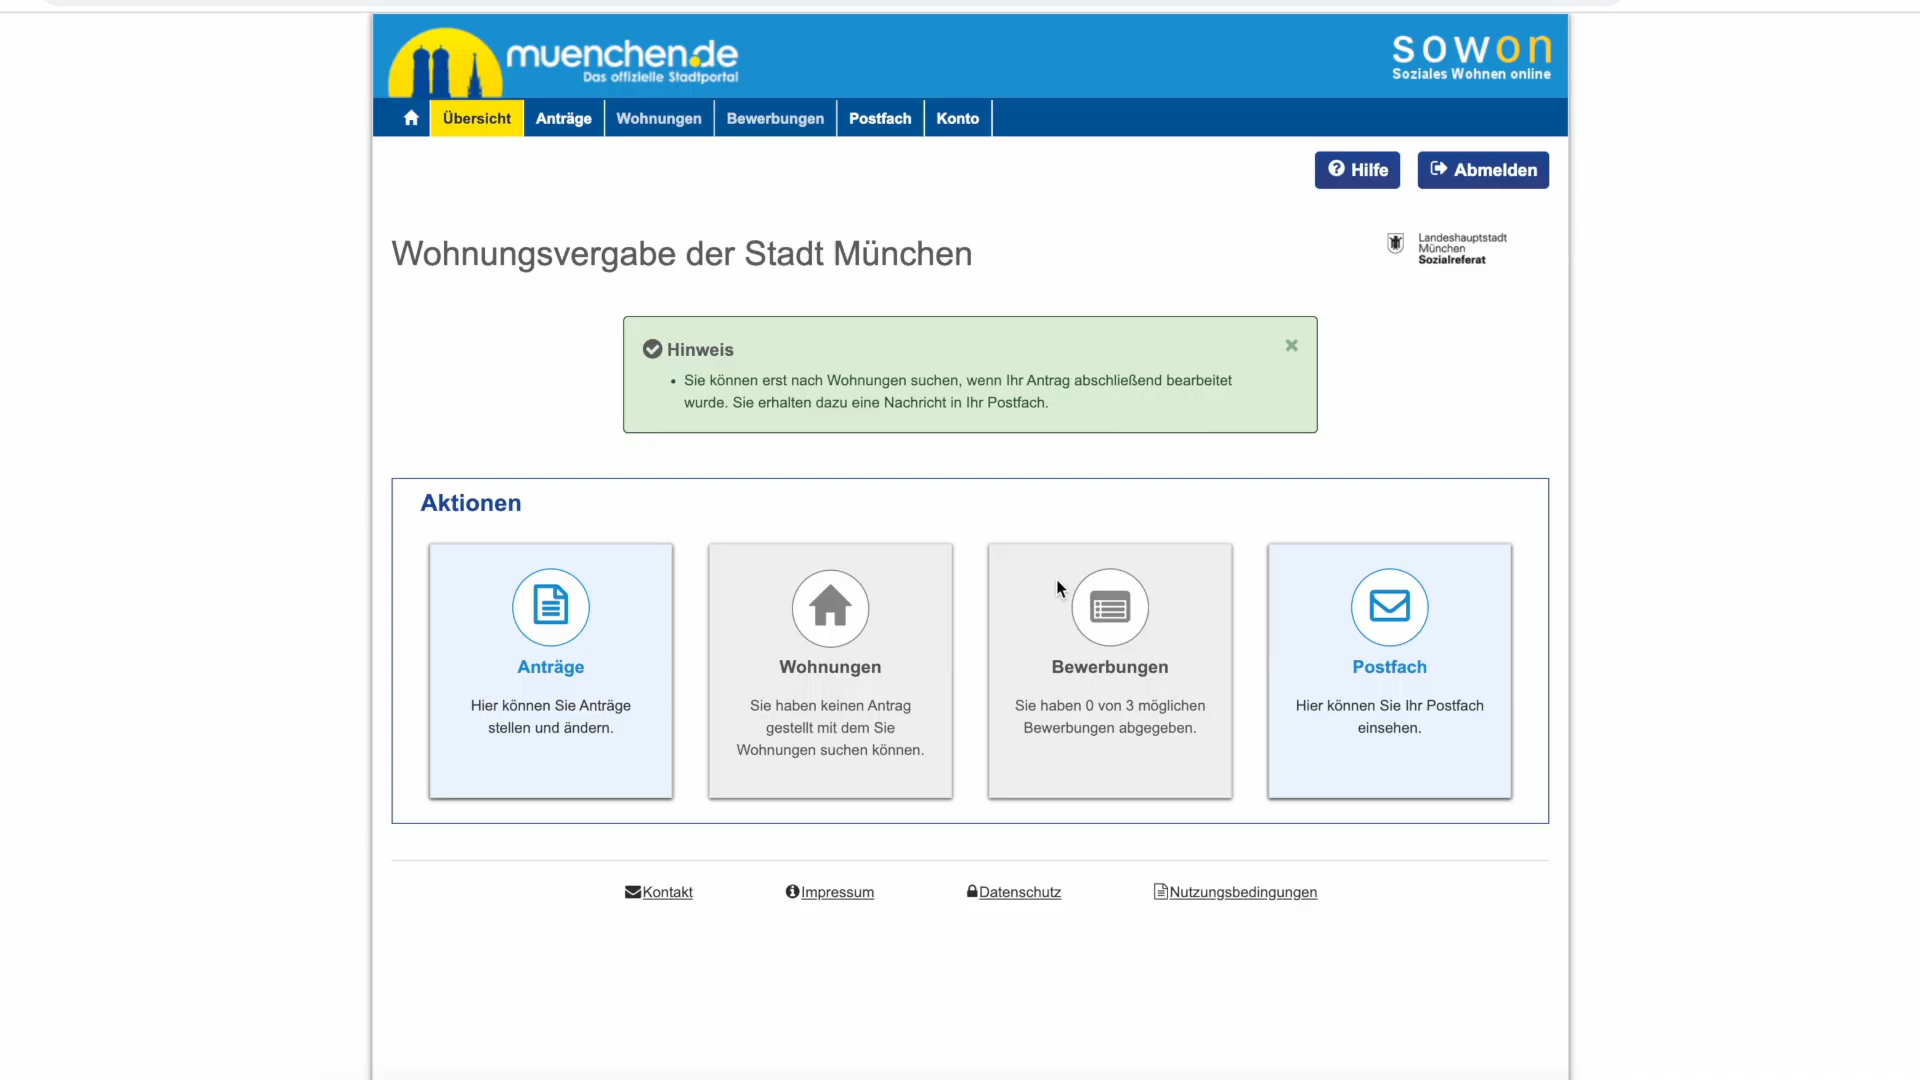 muenchen.de
Das offizielle Stadtportal
sowon
Soziales Wohnen online
Übersicht
Anträge
Wohnungen
Bewerbungen
Postfach
Konto
Hilfe
Abmelden
Wohnungsvergabe der Stadt München
Landeshauptstadt
München
Sozialreferat
Hinweis
• Sie können erst nach Wohnungen suchen, wenn Ihr Antrag abschließend bearbeitet
wurde. Sie erhalten dazu eine Nachricht in Ihr Postfach.
Aktionen
Anträge
Hier können Sie Anträge
stellen und ändern.
Wohnungen
Sie haben keinen Antrag
gestellt mit dem Sie
Wohnungen suchen können.
Bewerbungen
Sie haben 0 von 3 möglichen
Bewerbungen abgegeben.
Postfach
Hier können Sie Ihr Postfach
einsehen.
Kontakt
Impressum
Datenschutz
Nutzungsbedingungen